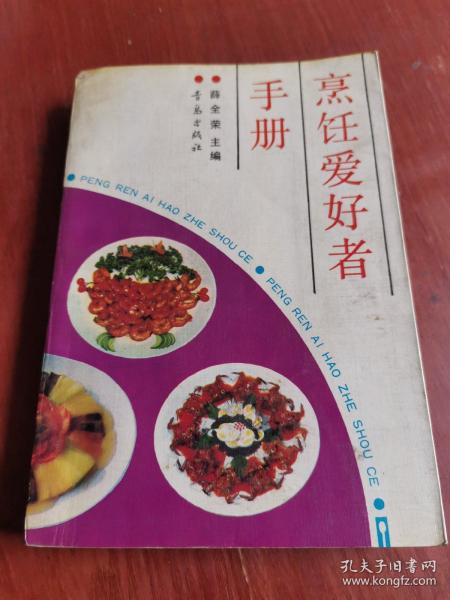 烹饪爱好者
手册
薛全荣主编
青岛出版社
PENG REN AI HAO ZHE SHOU CE
PENG REN AI HAO ZHE SHOU CE
孔夫子旧书网
www.kongfz.com